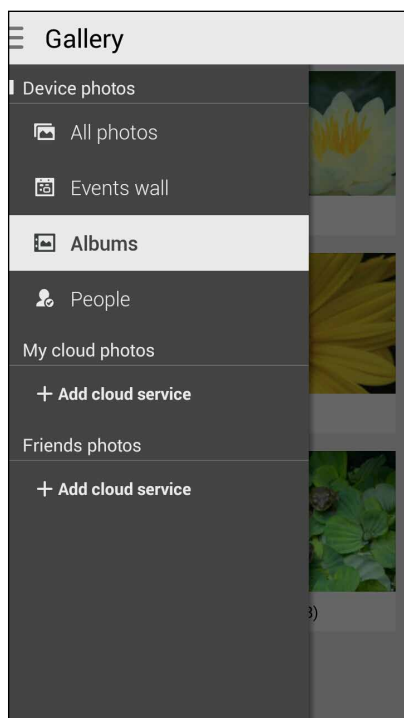 Gallery
Device photos
All photos
Events wall
Albums
People
My cloud photos
+ Add cloud service
Friends photos
+ Add cloud service
3)